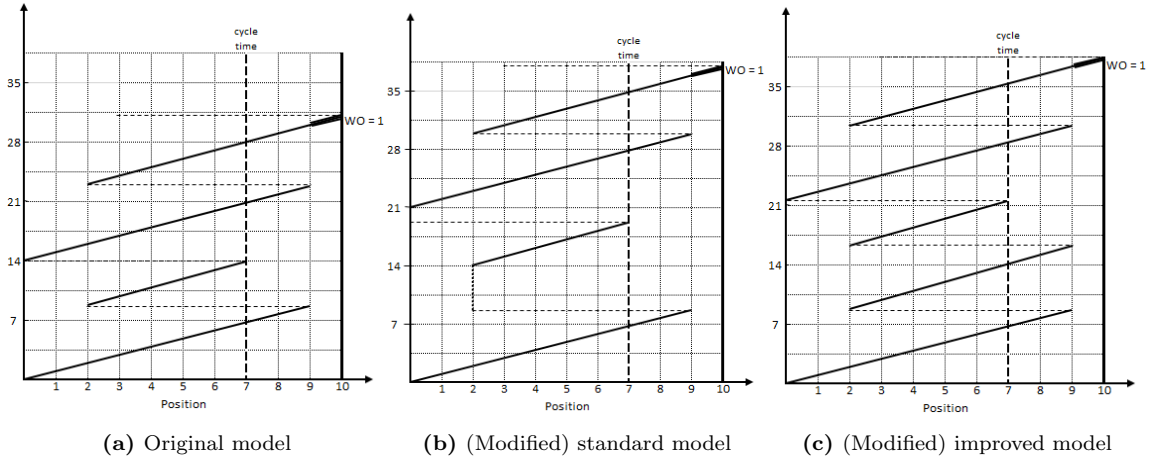 cycle
time
35
28
21
14
7
WO = 1
1 2 3 4 5 6 7 8 9 10
Position
(a) Original model
cycle
time
35
28
21
14
7
WO = 1
1 2 3 4 5 6 7 8 9 10
Position
(b) (Modified) standard model
cycle
time
35
28
21
14
7
WO = 1
1 2 3 4 5 6 7 8 9 10
Position
(c) (Modified) improved model